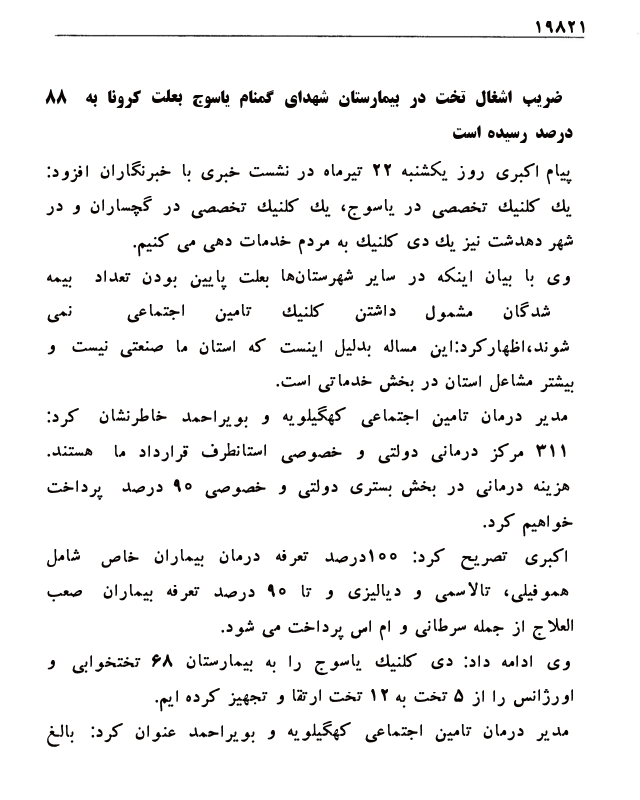 ۱۹۸۲۱
ضریب اشغال تخت در بیمارستان شهدای گمنام یاسوج بعلت کرونا به ۸۸
درصد رسیده است
پیام اکبری روز یکشنبه ۲۲ تیرماه در نشست خبری با خبرنگاران افزود:
یك کلنیك تخصصی در یاسوج، یك کلنیك تخصصی در گچساران و در
شهر دهدشت نیز یك دی کلنیك به مردم خدمات دهی می کنیم.
وی با بیان اینکه در سایر شهرستان‌ها بعلت پایین بودن تعداد بیمه
شدگان مشمول داشتن کلنیك تامین اجتماعی نمی
شوند،اظهارکرد:این مساله بدلیل اینست که استان ما صنعتی نیست و
بیشتر مشاغل استان در بخش خدماتی است.
مدیر درمان تامین اجتماعی کهگیلویه و بویراحمد خاطرنشان کرد:
۳۱۱ مرکز درمانی دولتی و خصوصی استانطرف قرارداد ما هستند.
هزینه درمانی در بخش بستری دولتی و خصوصی ۹۰ درصد پرداخت
خواهیم کرد.
اکبری تصریح کرد: ۱۰۰درصد تعرفه درمان بیماران خاص شامل
هموفیلی، تالاسمی و دیالیزی و تا ۹۰ درصد تعرفه بیماران صعب
العلاج از جمله سرطانی و ام اس پرداخت می شود.
وی ادامه داد: دی کلنیك یاسوج را به بیمارستان ۶۸ تختخوابی و
اورژانس را از ۵ تخت به ۱۲ تخت ارتقا و تجهیز کرده ایم.
مدیر درمان تامین اجتماعی کهگیلویه و بویراحمد عنوان کرد: بالغ